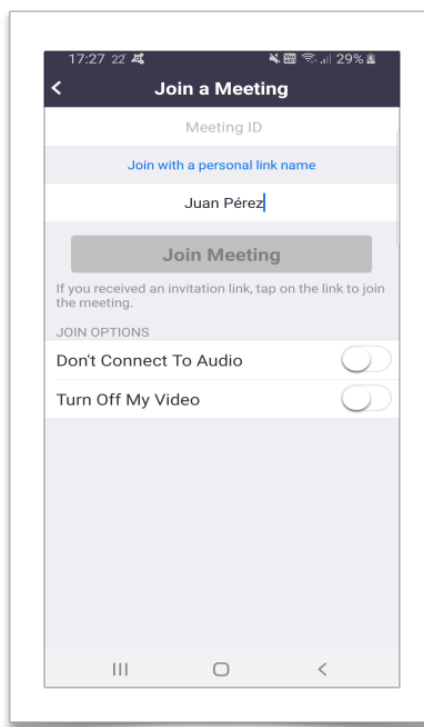 17:27 22° 29%
Join a Meeting
Meeting ID
Join with a personal link name
Juan Pérez
Join Meeting
If you received an invitation link, tap on the link to join
the meeting.
JOIN OPTIONS
Don't Connect To Audio
Turn Off My Video